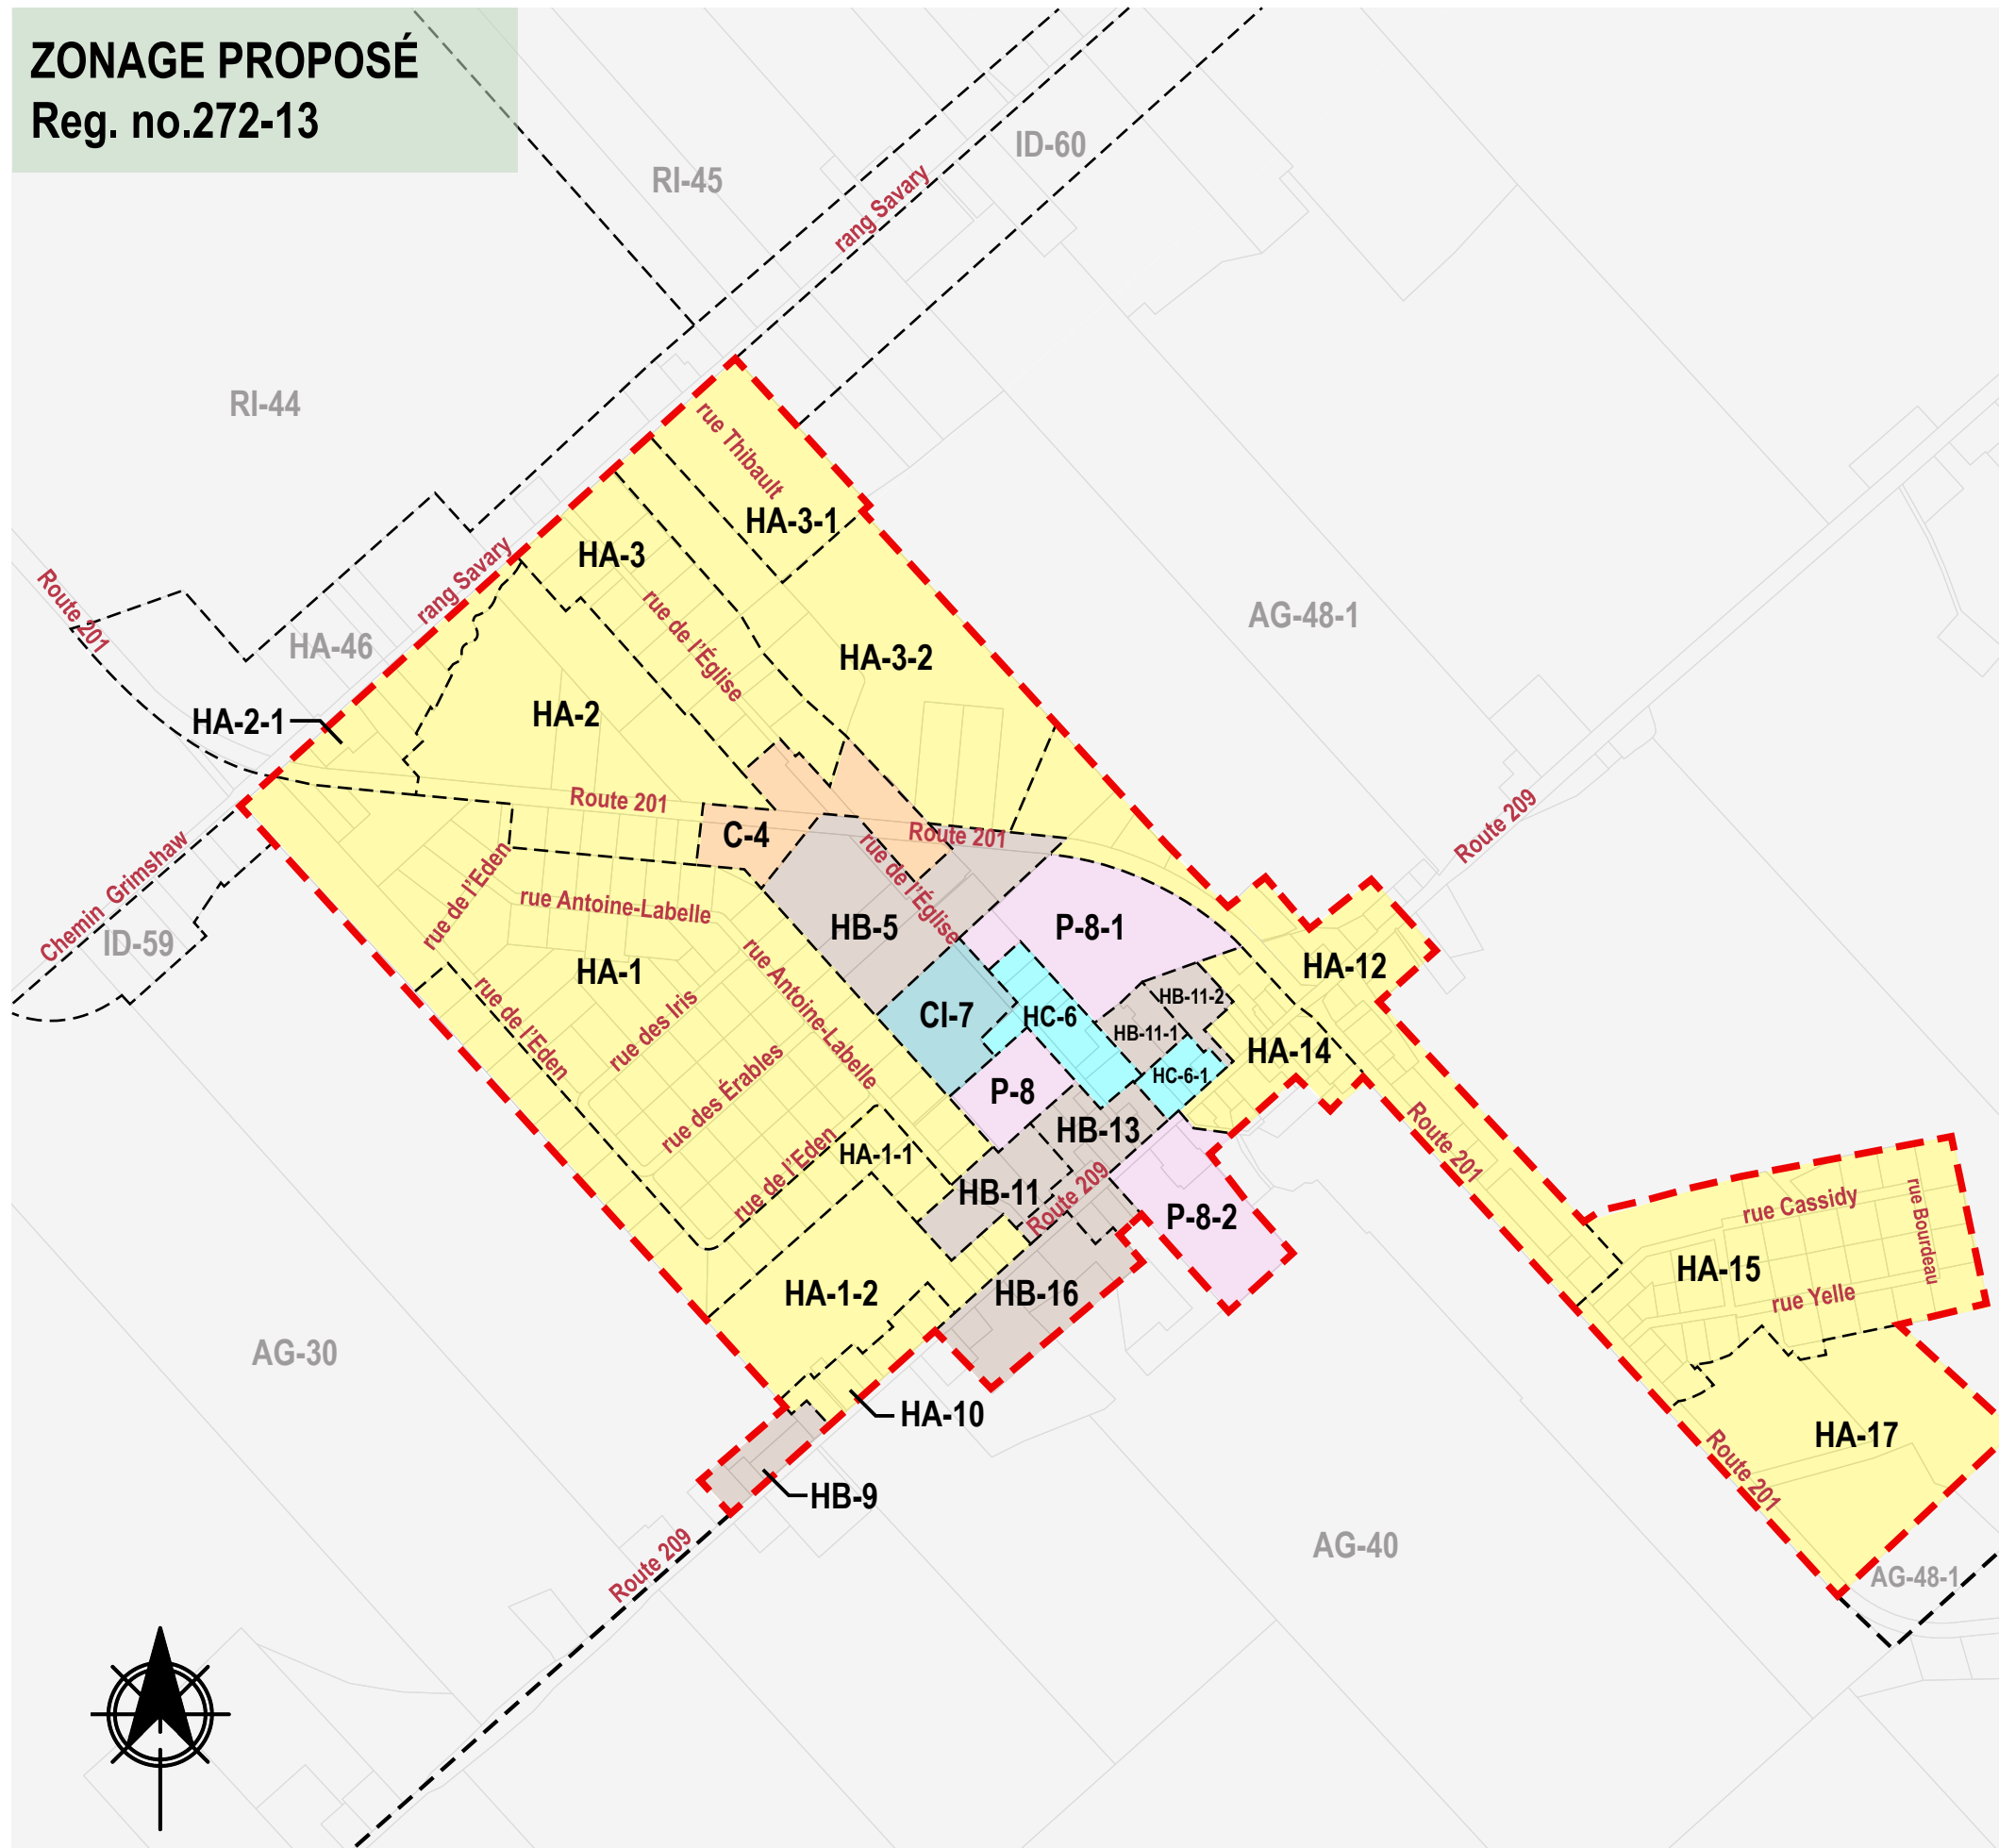 ZONAGE PROPOSÉ
Reg. no.272-13
ID-60
RI-45
rang Savary
RI-44
rue Thibault
HA-3-1
HA-3
rang Savary
Route 201
rue de l'Église
AG-48-1
HA-46
HA-3-2
HA-2
HA-2-1
Route 201
Route 209
C-4
Route 201
rue de l'Église
Chemin Grimshaw
rue de l'Eden
rue Antoine-Labelle
HB-5
P-8-1
ID-59
HA-1
HA-12
rue Antoine-Labelle
rue de l'Eden
HB-11-2
CI-7
HC-6
rue des Iris
HB-11-1
HA-14
HC-6-1
P-8
rue des Érables
HB-13
Route 201
HA-1-1
rue de l'Eden
HB-11
Route 209
rue Cassidy
rue Bourdeau
P-8-2
HA-15
HA-1-2
HB-16
rue Yelle
AG-30
HA-10
HA-17
Route 201
HB-9
AG-40
Route 209
AG-48-1